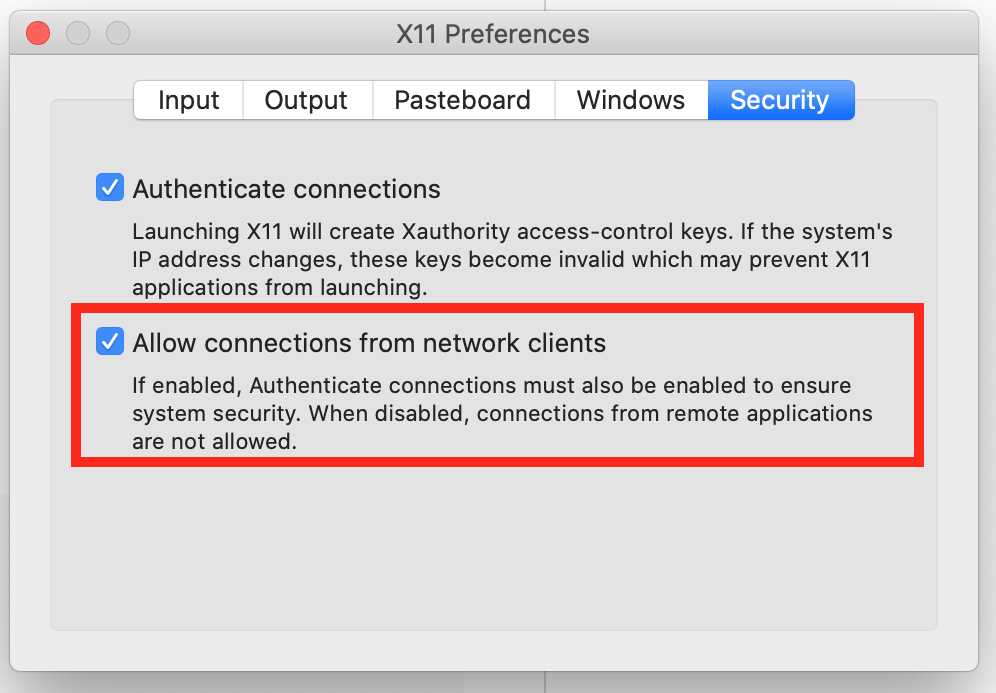 X11 Preferences
Input Output Pasteboard Windows Security
Authenticate connections
Launching X11 will create Xauthority access-control keys. If the system's
IP address changes, these keys become invalid which may prevent X11
applications from launching.
Allow connections from network clients
If enabled, Authenticate connections must also be enabled to ensure
system security. When disabled, connections from remote applications
are not allowed.